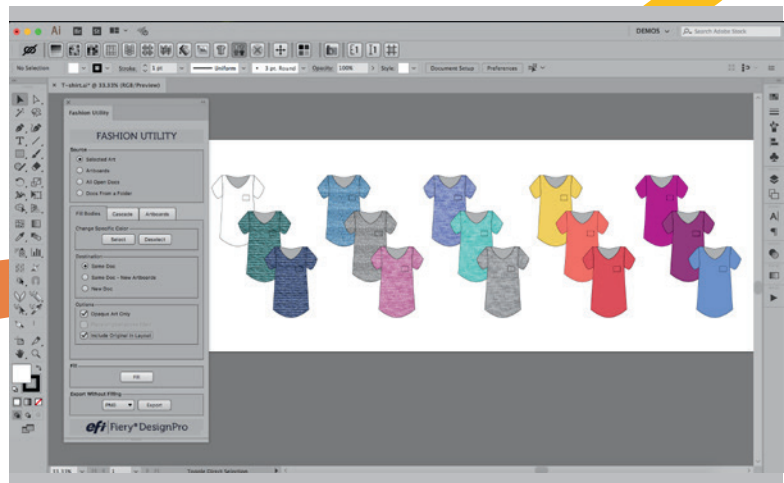 Ai Br St DEMOS Search Adobe Stock
No Selection Stroke: 1 pt Uniform 3 pt. Round Opacity: 100% Style: Document Setup Preferences
T-shirt.ai* @ 33.33% (RGB/Preview)
Fashion Utility
FASHION UTILITY
Source
Selected Art
Artboards
All Open Docs
Docs From a Folder
Fill Bodies Cascade Artboards
Change Specific Color
Select Deselect
Destination
Same Doc
Same Doc - New Artboards
New Doc
Options
Opaque Art Only
Include Original in Layout
Fill
Fill
Export Without Filling
PNG Export
efi Fiery® DesignPro
33.33% 1 Toggle Direct Selection